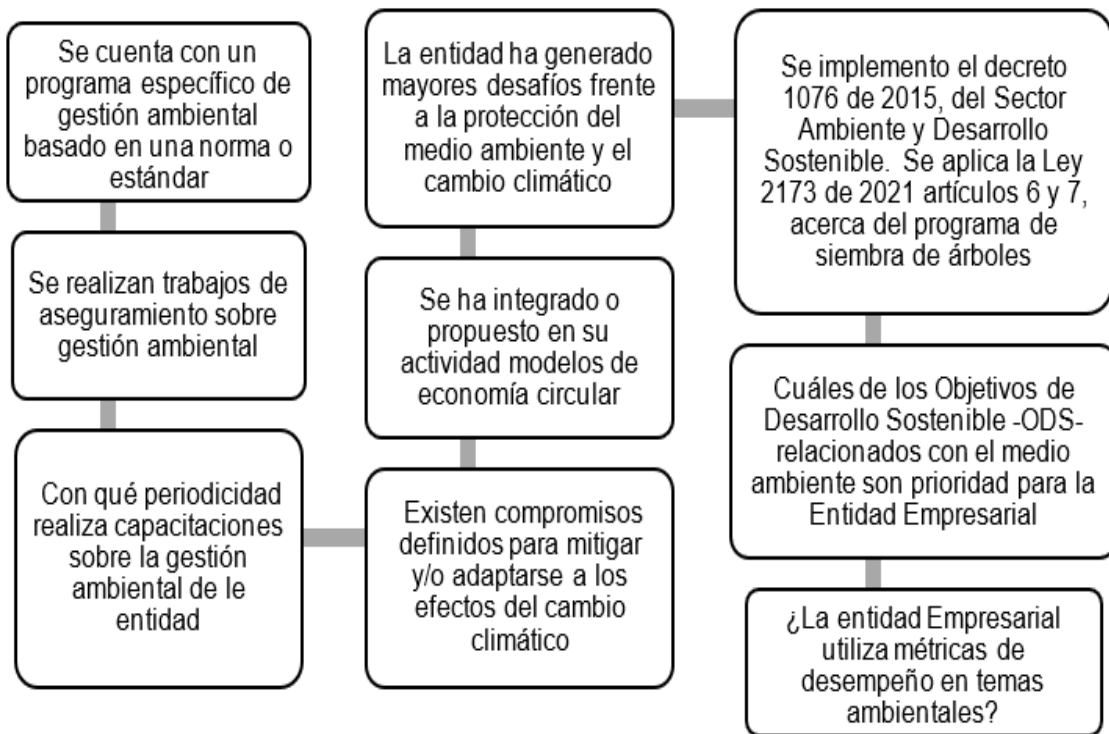 Se cuenta con un
programa específico de
gestión ambiental
basado en una norma o
estándar
Se realizan trabajos de
aseguramiento sobre
gestión ambiental
Con qué periodicidad
realiza capacitaciones
sobre la gestión
ambiental de le
entidad
Existen compromisos
definidos para mitigar
y/o adaptarse a los
efectos del cambio
climático
Se ha integrado o
propuesto en su
actividad modelos de
economía circular
La entidad ha generado
mayores desafíos frente
a la protección del
medio ambiente y el
cambio climático
Se implemento el decreto
1076 de 2015, del Sector
Ambiente y Desarrollo
Sostenible. Se aplica la Ley
2173 de 2021 artículos 6 y 7,
acerca del programa de
siembra de árboles
Cuáles de los Objetivos de
Desarrollo Sostenible -ODS-
relacionados con el medio
ambiente son prioridad para la
Entidad Empresarial
¿La entidad Empresarial
utiliza métricas de
desempeño en temas
ambientales?